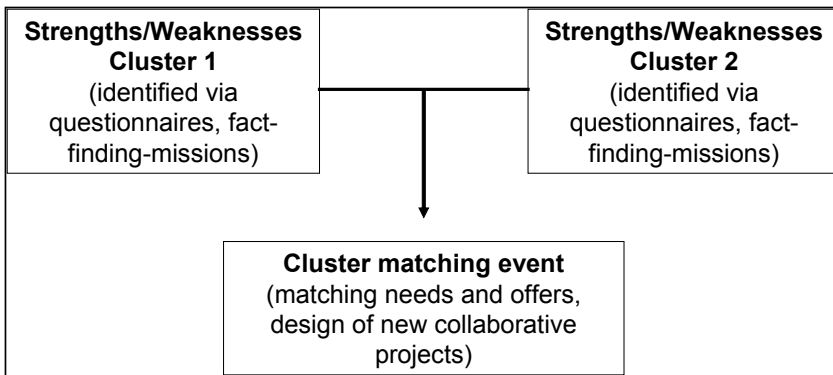 Strengths/Weaknesses
Cluster 1
(identified via
questionnaires, fact-
finding-missions)
Strengths/Weaknesses
Cluster 2
(identified via
questionnaires, fact-
finding-missions)
Cluster matching event
(matching needs and offers,
design of new collaborative
projects)